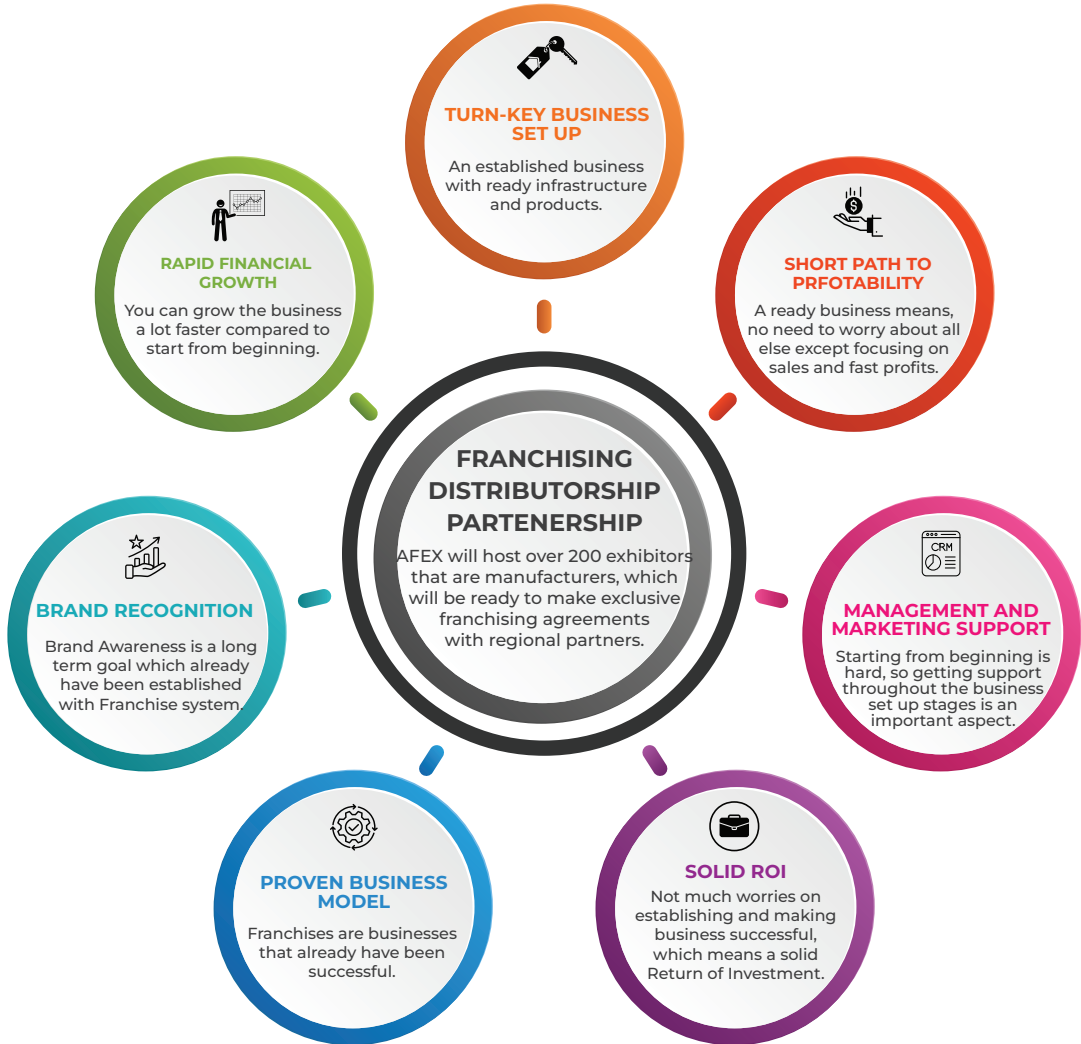 TURN-KEY BUSINESS
SET UP
An established business
with ready infrastructure
and products.
SHORT PATH TO
PRFOTABILITY
A ready business means,
no need to worry about all
else except focusing on
sales and fast profits.
CRM
MANAGEMENT AND
MARKETING SUPPORT
Starting from beginning is
hard, so getting support
throughout the business
set up stages is an
important aspect.
SOLID ROI
Not much worries on
establishing and making
business successful,
which means a solid
Return of Investment.
PROVEN BUSINESS
MODEL
Franchises are businesses
that already have been
successful.
BRAND RECOGNITION
Brand Awareness is a long
term goal which already
have been established
with Franchise system.
RAPID FINANCIAL
GROWTH
You can grow the business
a lot faster compared to
start from beginning.
FRANCHISING
DISTRIBUTORSHIP
PARTENERSHIP
AFEX will host over 200 exhibitors
that are manufacturers, which
will be ready to make exclusive
franchising agreements
with regional partners.